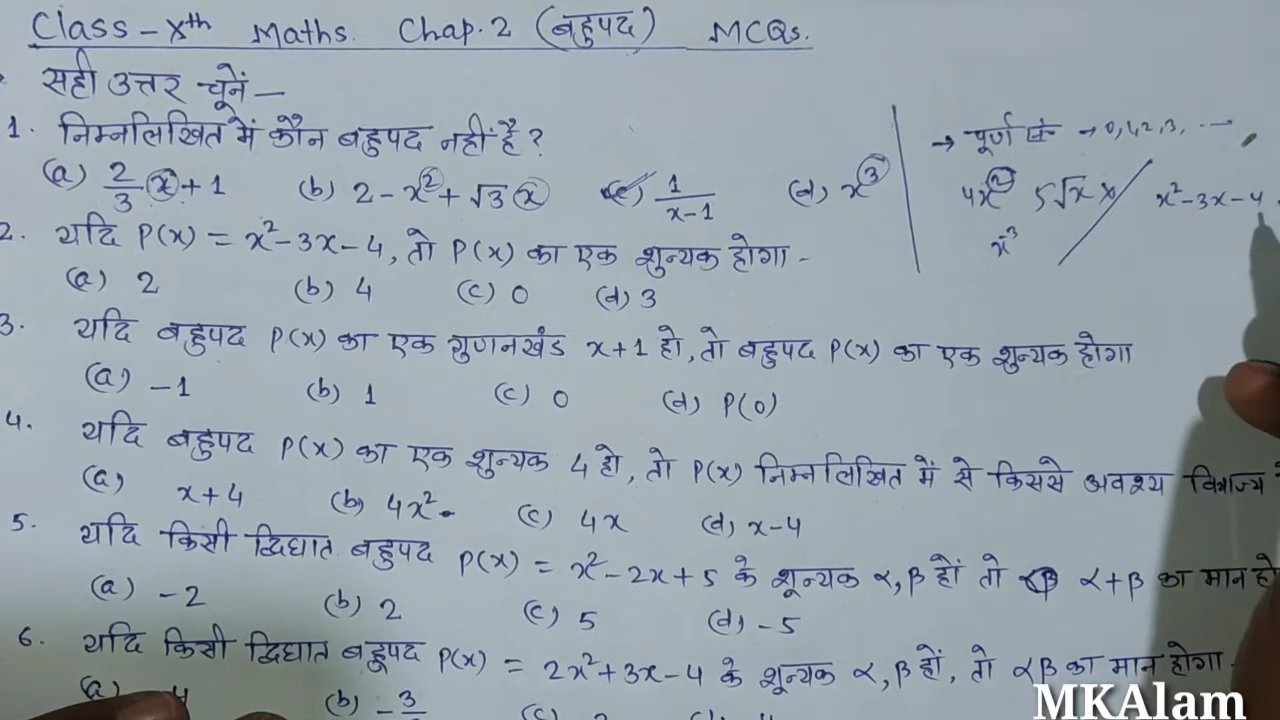 Class - Xth Maths. Chap. 2 (बहुपद) MCQs.
सही उत्तर चूनें —
1. निम्नलिखित में कौन बहुपद नहीं है?
(a) 2/3 x + 1 (b) 2 - x² + √3 x (c) 1/(x-1) (d) x³
→ पूर्णांक → 0, 1, 2, 3, ...
4x² 5√x x x² - 3x - 4
x⁻³
2. यदि P(x) = x² - 3x - 4, तो P(x) का एक शुन्यक होगा -
(a) 2 (b) 4 (c) 0 (d) 3
3. यदि बहुपद P(x) का एक गुणनखंड x + 1 हो, तो बहुपद P(x) का एक शुन्यक होगा
(a) -1 (b) 1 (c) 0 (d) P(0)
4. यदि बहुपद P(x) का एक शुन्यक 4 हो, तो P(x) निम्नलिखित में से किससे अवश्य विभाज्य
(a) x + 4 (b) 4x² (c) 4x (d) x - 4
5. यदि किसी द्विघात बहुपद P(x) = x² - 2x + 5 के शून्यक α, β हों तो α + β का मान हो
(a) -2 (b) 2 (c) 5 (d) -5
6. यदि किसी द्विघात बहुपद P(x) = 2x² + 3x - 4 के शून्यक α, β हों, तो αβ का मान होगा -
(a) (b) (c)
MKAlam